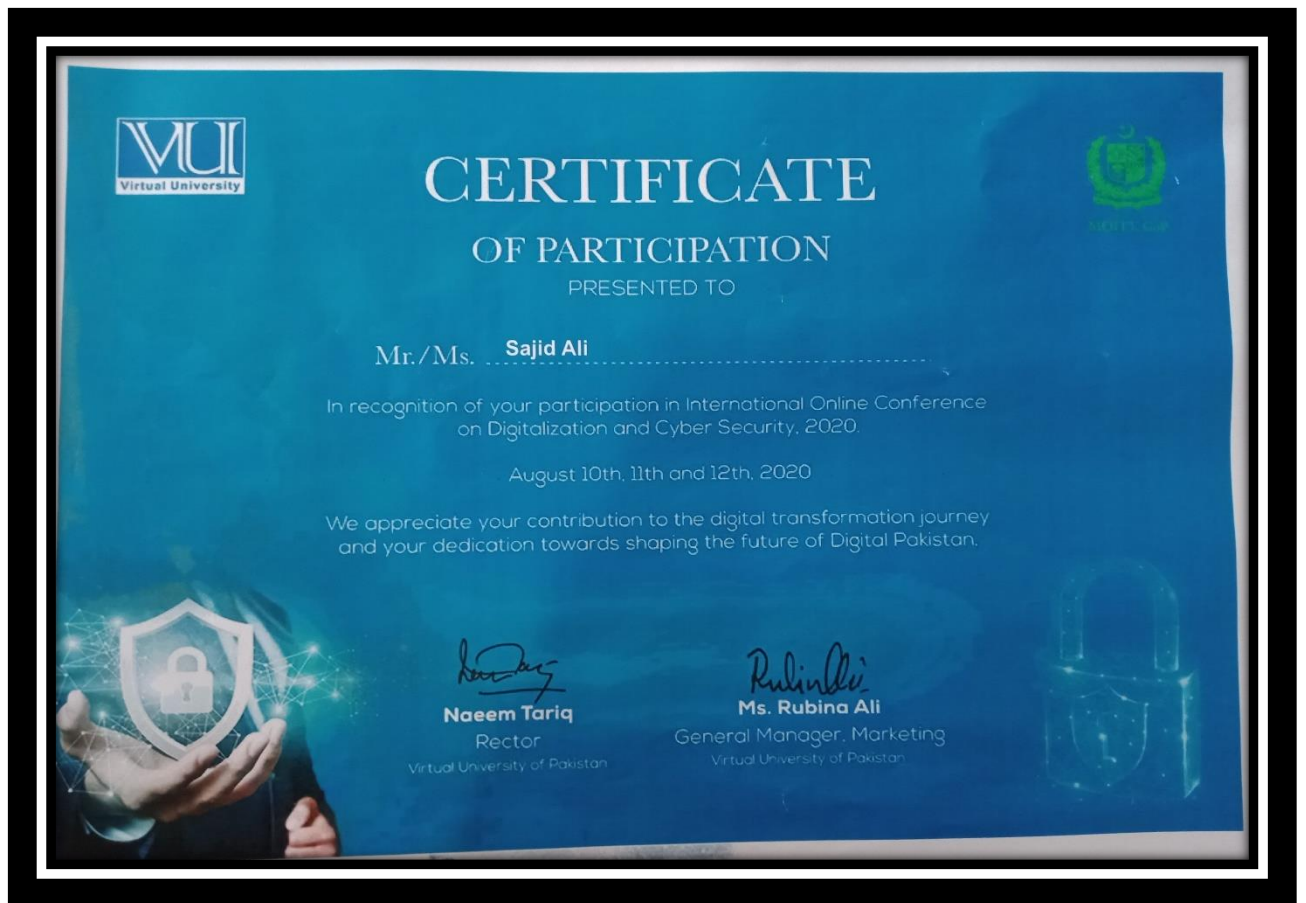 VU
Virtual University
CERTIFICATE
OF PARTICIPATION
PRESENTED TO
Mr./Ms. Sajid Ali
In recognition of your participation in International Online Conference
on Digitalization and Cyber Security, 2020.
August 10th, 11th and 12th, 2020
We appreciate your contribution to the digital transformation journey
and your dedication towards shaping the future of Digital Pakistan.
Naeem Tariq
Rector
Virtual University of Pakistan
Ms. Rubina Ali
General Manager, Marketing
Virtual University of Pakistan